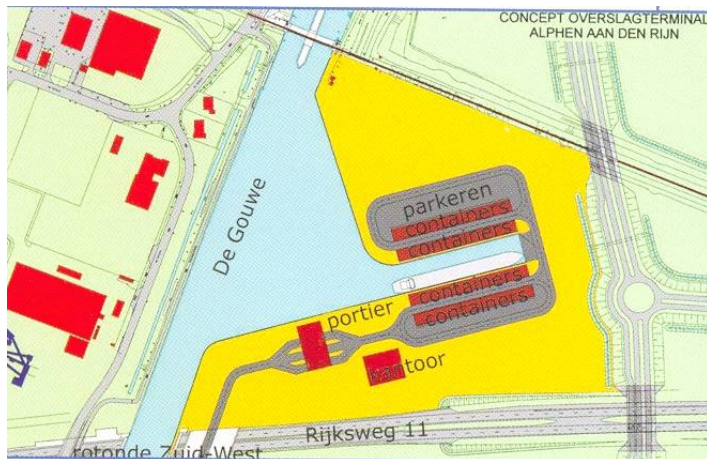 CONCEPT OVERSLAGTERMINAL
ALPHEN AAN DEN RIJN
De Gouwe
parkeren
containers
containers
containers
containers
portier
kantoor
Rijksweg 11
rotonde Zuid-West